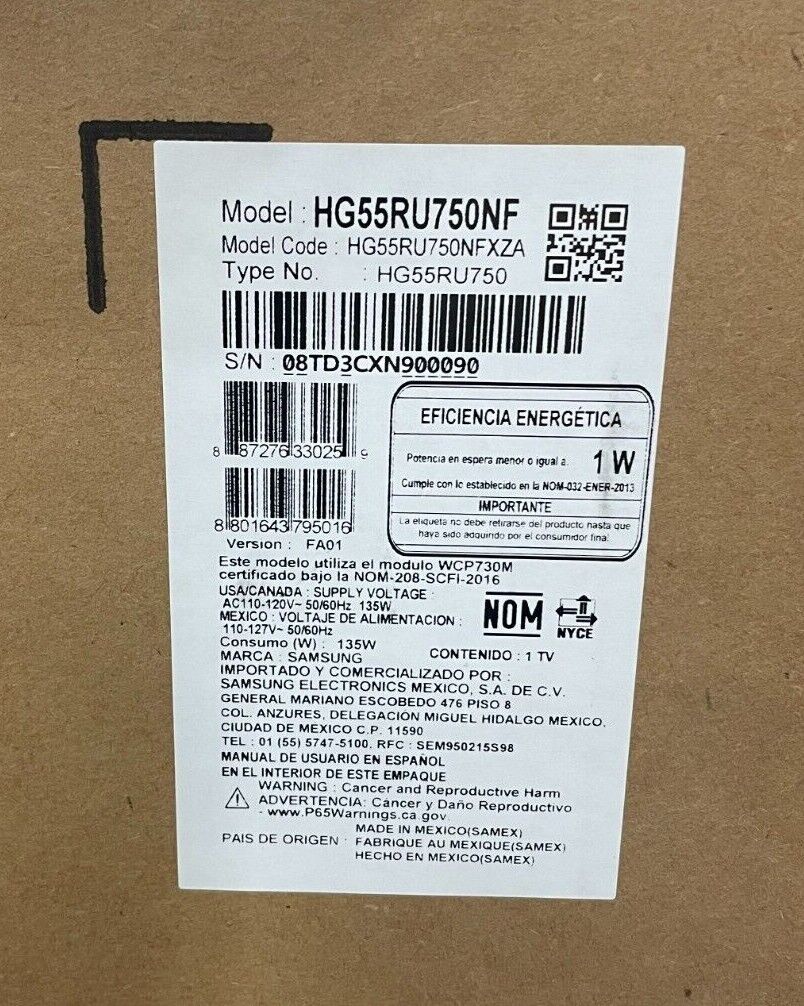 Model : HG55RU750NF
Model Code : HG55RU750NFXZA
Type No. : HG55RU750
S/N : 08TD3CXN900090
8 87276 33025 9
8 801643 795016
Version : FA01
EFICIENCIA ENERGÉTICA
Potencia en espera menor o igual a: 1 W
Cumple con lo establecido en la NOM-032-ENER-2013
IMPORTANTE
La etiqueta no debe retirarse del producto hasta que
haya sido adquirido por el consumidor final
Este modelo utiliza el modulo WCP730M
certificado bajo la NOM-208-SCFI-2016
USA/CANADA : SUPPLY VOLTAGE :
AC110-120V~ 50/60Hz 135W
MEXICO : VOLTAJE DE ALIMENTACION :
110-127V~ 50/60Hz
Consumo (W) : 135W
NOM
NYCE
MARCA : SAMSUNG
CONTENIDO : 1 TV
IMPORTADO Y COMERCIALIZADO POR :
SAMSUNG ELECTRONICS MEXICO, S.A. DE C.V.
GENERAL MARIANO ESCOBEDO 476 PISO 8
COL. ANZURES, DELEGACIÓN MIGUEL HIDALGO MEXICO,
CIUDAD DE MEXICO C.P. 11590
TEL : 01 (55) 5747-5100. RFC : SEM950215S98
MANUAL DE USUARIO EN ESPAÑOL
EN EL INTERIOR DE ESTE EMPAQUE
WARNING : Cancer and Reproductive Harm
ADVERTENCIA: Cáncer y Daño Reproductivo
- www.P65Warnings.ca.gov.
PAIS DE ORIGEN : MADE IN MEXICO(SAMEX)
FABRIQUE AU MEXIQUE(SAMEX)
HECHO EN MEXICO(SAMEX)